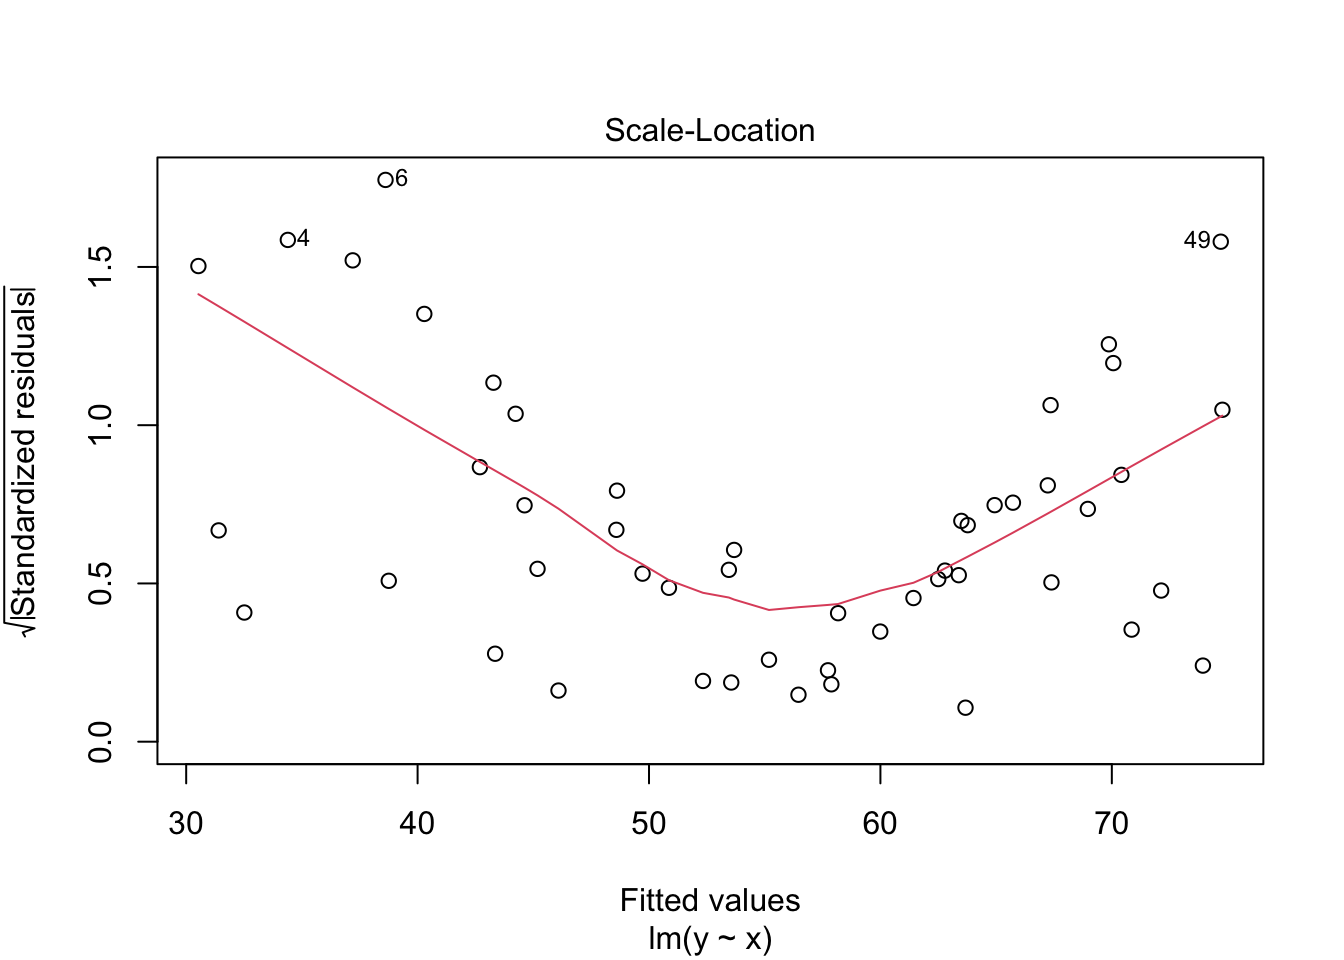 Scale-Location
√|Standardized residuals|
1.5
1.0
0.5
0.0
6
4
49
30 40 50 60 70
Fitted values
lm(y ~ x)